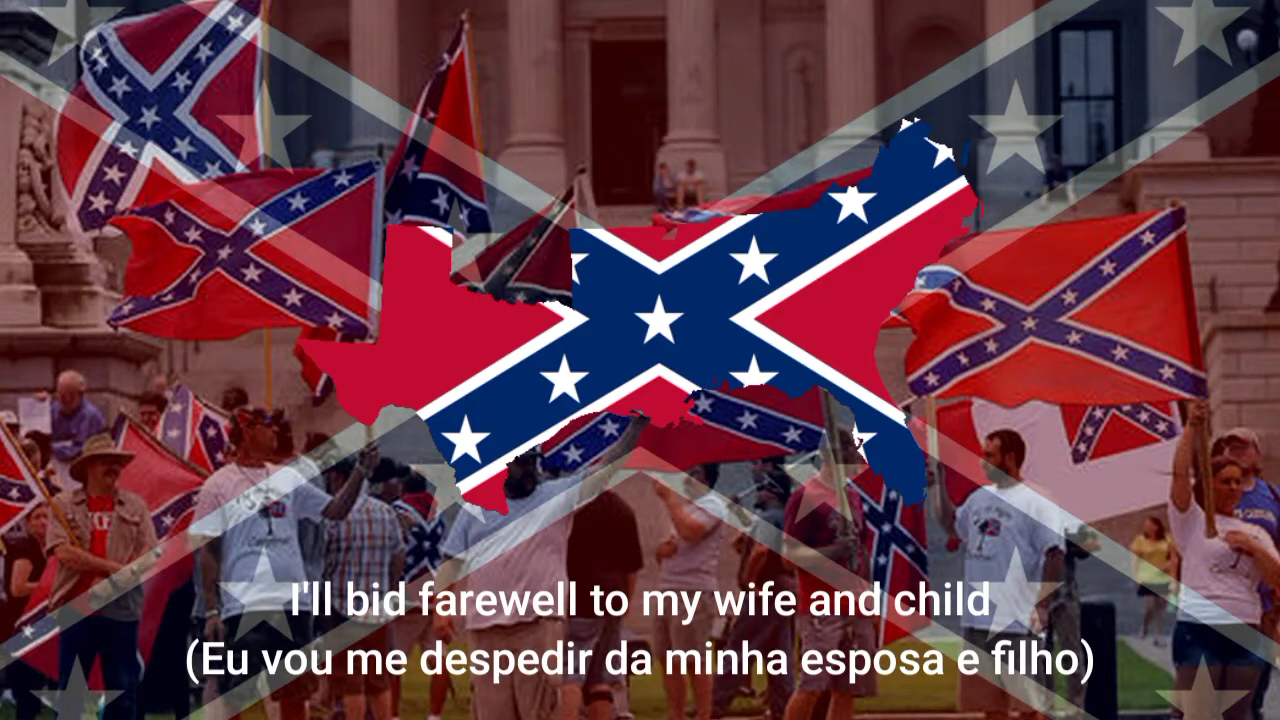 I'll bid farewell to my wife and child
(Eu vou me despedir da minha esposa e filho)